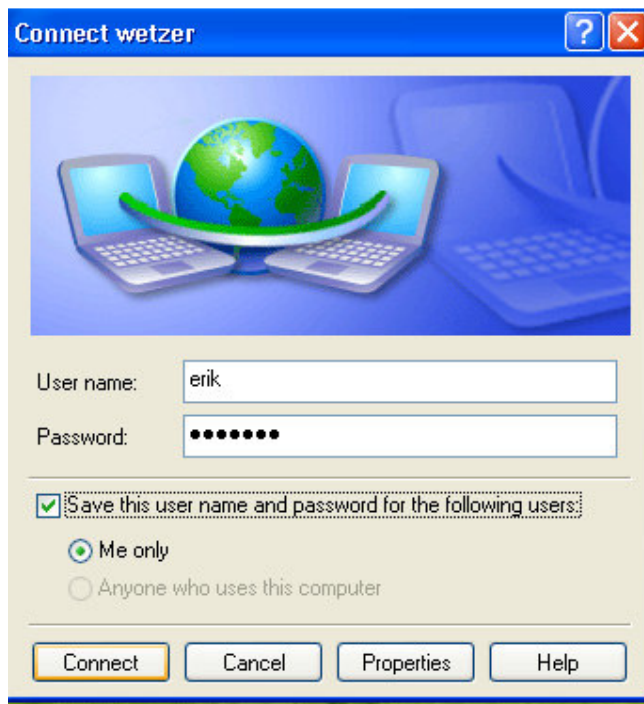 Connect wetzer
User name: erik
Password: •••••••
Save this user name and password for the following users:
Me only
Anyone who uses this computer
Connect Cancel Properties Help